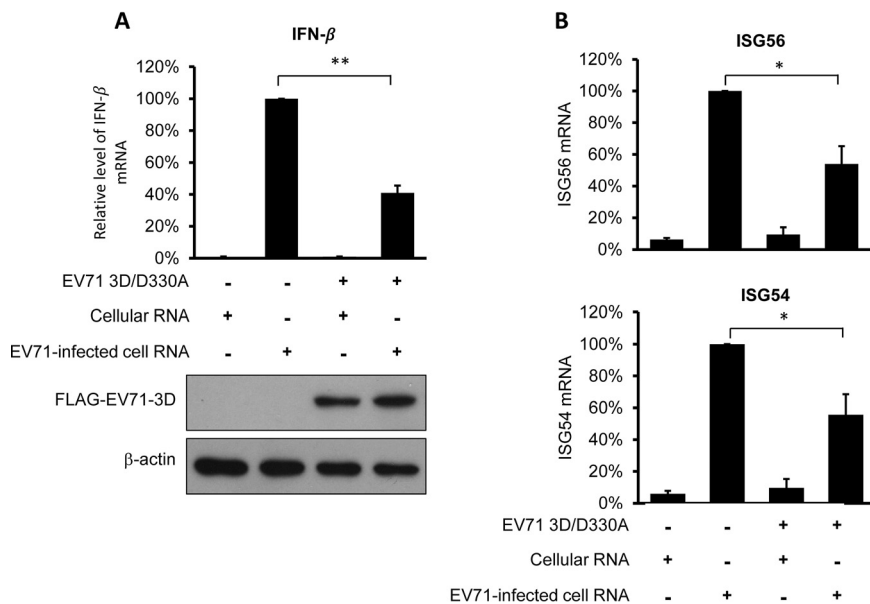 A
IFN-β
Relative level of IFN-β
mRNA
120%
100%
80%
60%
40%
20%
0%
**
EV71 3D/D330A - - + +
Cellular RNA + - + -
EV71-infected cell RNA - + - +
FLAG-EV71-3D
β-actin
B
ISG56
ISG56 mRNA
120%
100%
80%
60%
40%
20%
0%
*
ISG54
ISG54 mRNA
120%
100%
80%
60%
40%
20%
0%
*
EV71 3D/D330A - - + +
Cellular RNA + - + -
EV71-infected cell RNA - + - +